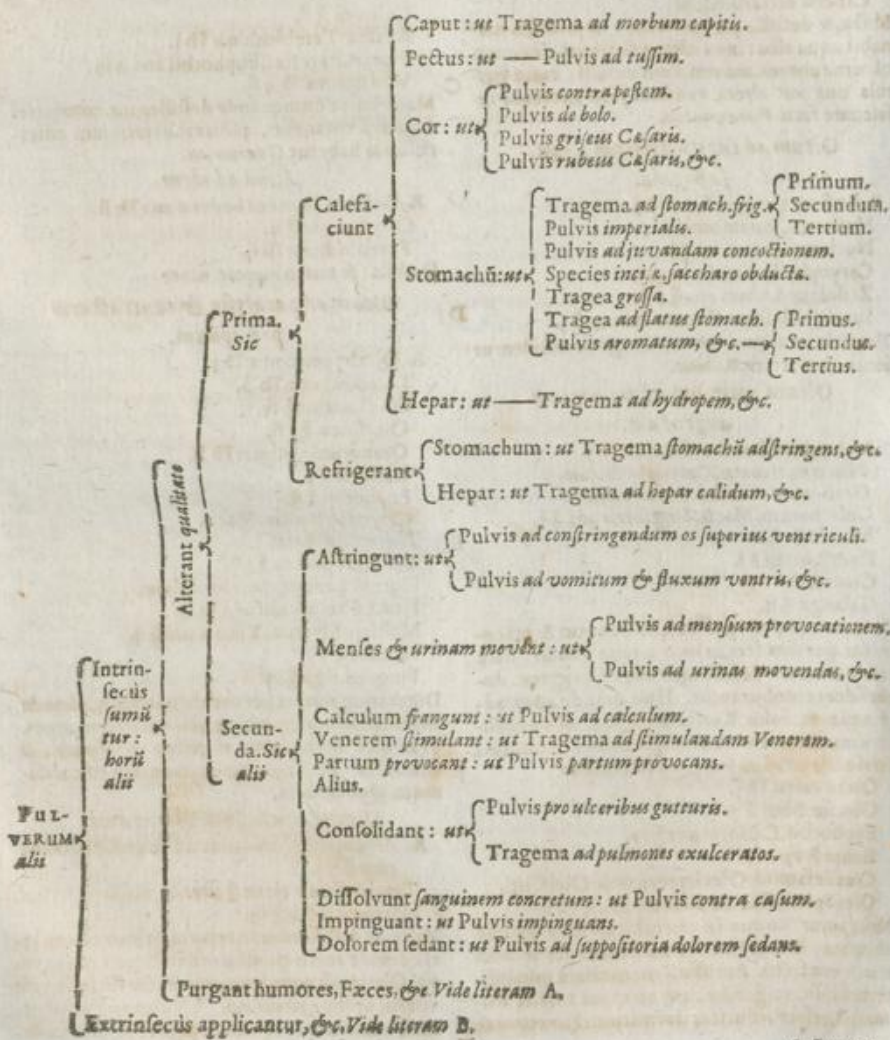 Caput : ut Tragema ad morbum capitis.
Pectus : ut — Pulvis ad tuſſim.
Cor : ut
Pulvis contra peſtem.
Pulvis de bolo.
Pulvis griſeus Cæſaris.
Pulvis rubeus Cæſaris, &c.
Calefa-
ciunt
Stomachū : ut
Tragema ad ſtomach. frig.
Primum.
Secundum.
Tertium.
Pulvis imperialis.
Pulvis ad juvandam concoctionem.
Species ſaccharo obducta.
Tragea groſſa.
Tragea ad flatus ſtomach.
Pulvis aromatum, &c. —
Primus.
Secundus.
Tertius.
Hepar : ut — Tragema ad hydropem, &c.
Prima.
Sic
Refrigerant
Stomachum : ut Tragema ſtomachū adſtringens, &c.
Hepar : ut Tragema ad hepar calidum, &c.
Alterant qualitate
Aſtringunt : ut
Pulvis ad conſtringendum os ſuperius ventriculi.
Pulvis ad vomitum & fluxum ventris, &c.
Menſes & urinam movēt : ut
Pulvis ad menſium provocationem.
Pulvis ad urinas movendas, &c.
Intrin-
ſecùs
ſumū
tur :
horū
alii
Secun-
da. Sic
alii
Calculum frangunt : ut Pulvis ad calculum.
Venerem ſtimulant : ut Tragema ad ſtimulandam Venerem.
Partum provocant : ut Pulvis partum provocans.
Alius.
PUL-
VERUM
alii
Conſolidant : ut
Pulvis pro ulceribus gutturis.
Tragema ad pulmones exulceratos.
Diſſolvunt ſanguinem concretum : ut Pulvis contra caſum.
Impinguant : ut Pulvis impinguans.
Dolorem ſedant : ut Pulvis ad ſuppoſitoria dolorem ſedans.
Purgant humores, Fæces, &c Vide literam A.
Extrinſecùs applicantur, &c. Vide literam B.